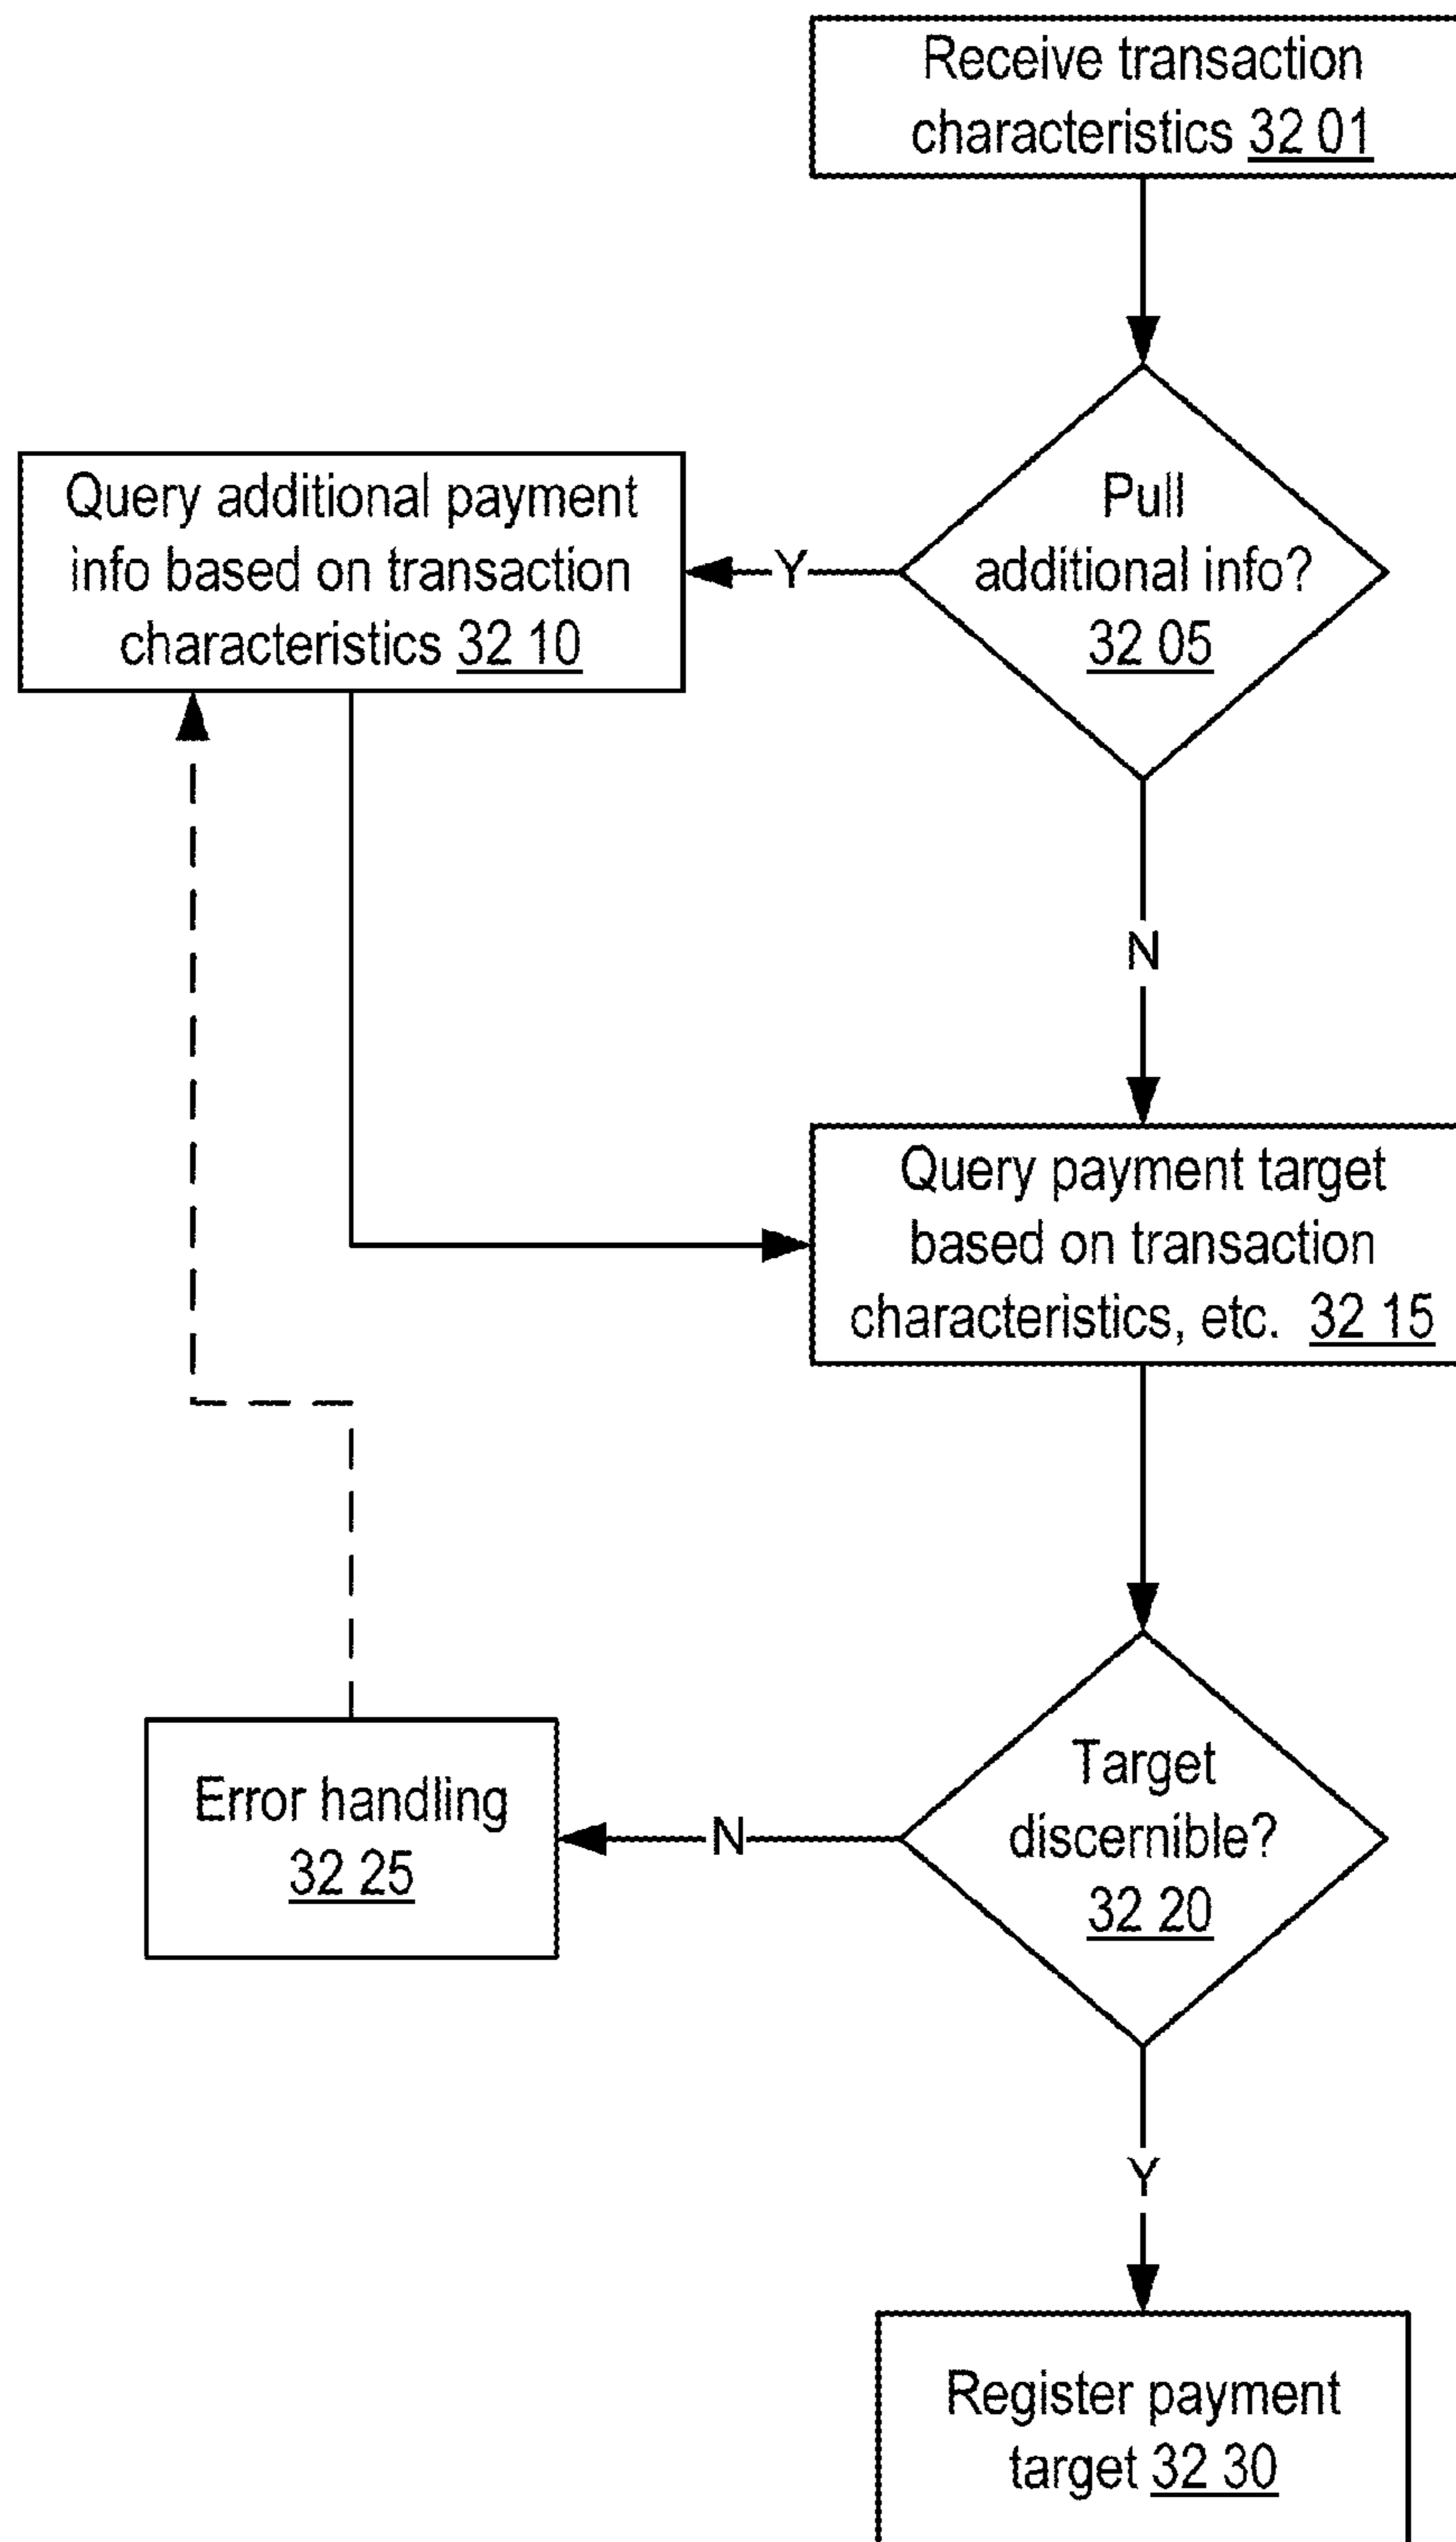 Receive transaction
characteristics 32 01
Pull
additional info?
32 05
Y
Query additional payment
info based on transaction
characteristics 32 10
N
Query payment target
based on transaction
characteristics, etc. 32 15
Target
discernible?
32 20
N
Error handling
32 25
Y
Register payment
target 32 30